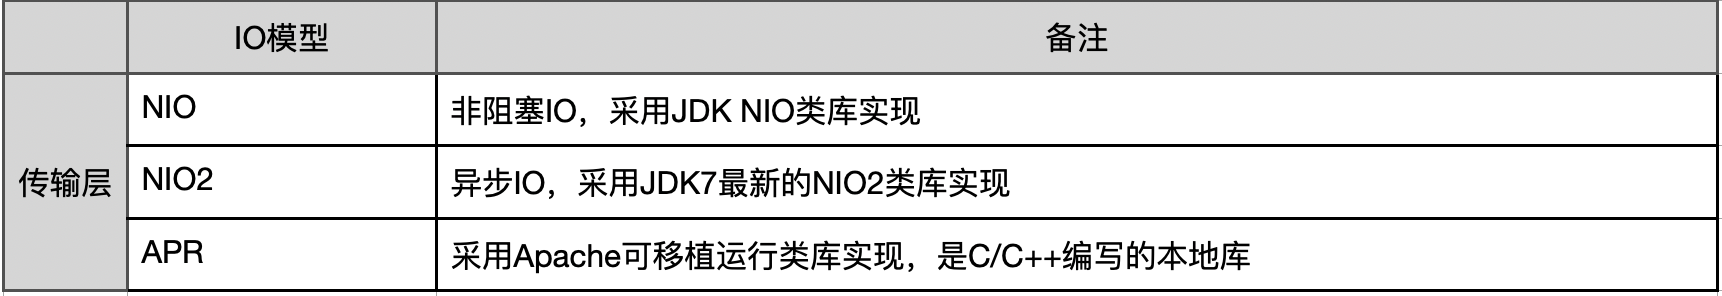 IO模型 备注
传输层
NIO 非阻塞IO，采用JDK NIO类库实现
NIO2 异步IO，采用JDK7最新的NIO2类库实现
APR 采用Apache可移植运行类库实现，是C/C++编写的本地库